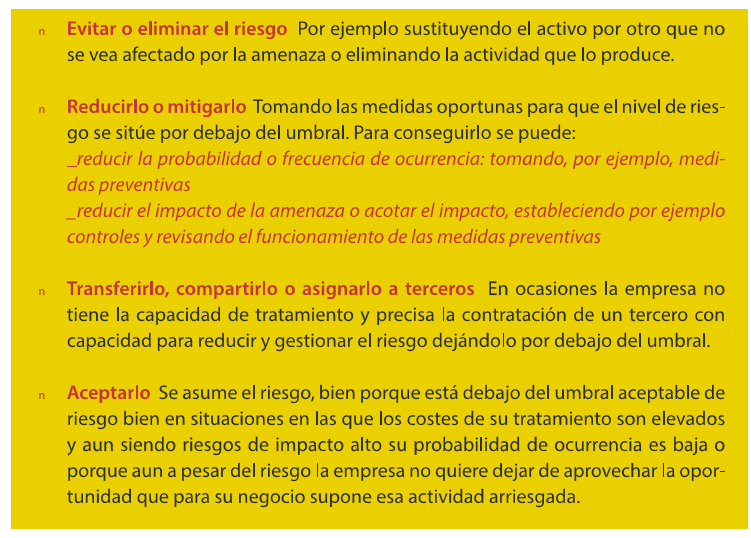 n Evitar o eliminar el riesgo Por ejemplo sustituyendo el activo por otro que no
se vea afectado por la amenaza o eliminando la actividad que lo produce.
n Reducirlo o mitigarlo Tomando las medidas oportunas para que el nivel de ries-
go se sitúe por debajo del umbral. Para conseguirlo se puede:
_reducir la probabilidad o frecuencia de ocurrencia: tomando, por ejemplo, medi-
das preventivas
_reducir el impacto de la amenaza o acotar el impacto, estableciendo por ejemplo
controles y revisando el funcionamiento de las medidas preventivas
n Transferirlo, compartirlo o asignarlo a terceros En ocasiones la empresa no
tiene la capacidad de tratamiento y precisa la contratación de un tercero con
capacidad para reducir y gestionar el riesgo dejándolo por debajo del umbral.
n Aceptarlo Se asume el riesgo, bien porque está debajo del umbral aceptable de
riesgo bien en situaciones en las que los costes de su tratamiento son elevados
y aun siendo riesgos de impacto alto su probabilidad de ocurrencia es baja o
porque aun a pesar del riesgo la empresa no quiere dejar de aprovechar la opor-
tunidad que para su negocio supone esa actividad arriesgada.